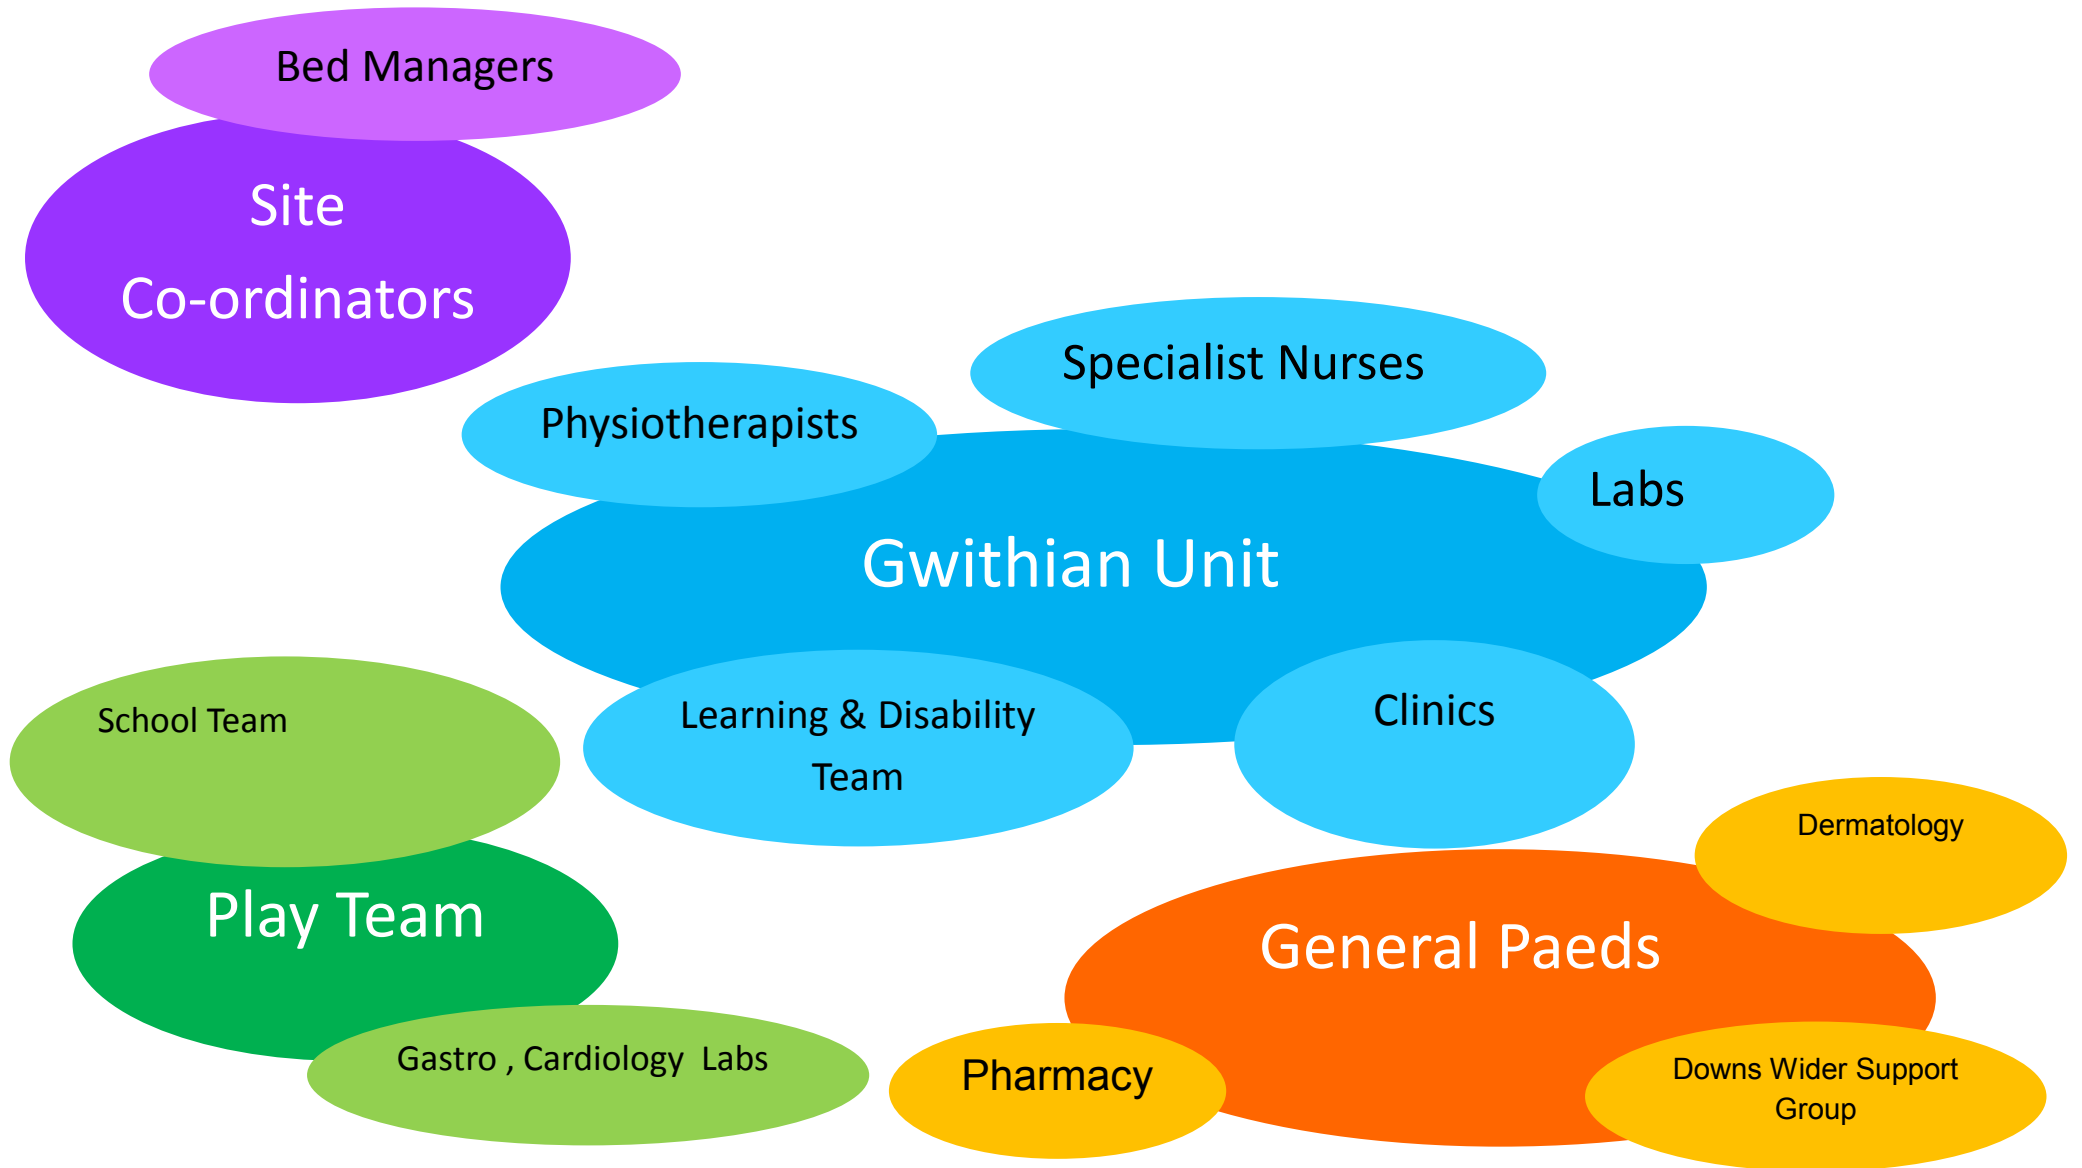 Bed Managers
Site
Co-ordinators
Specialist Nurses
Physiotherapists
Labs
Gwithian Unit
School Team
Learning & Disability
Team
Clinics
Dermatology
Play Team
General Paeds
Gastro , Cardiology  Labs
Pharmacy
Downs Wider Support
Group